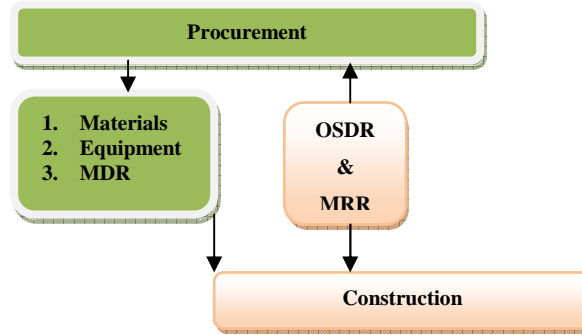 Procurement
1. Materials
2. Equipment
3. MDR
OSDR
&
MRR
Construction